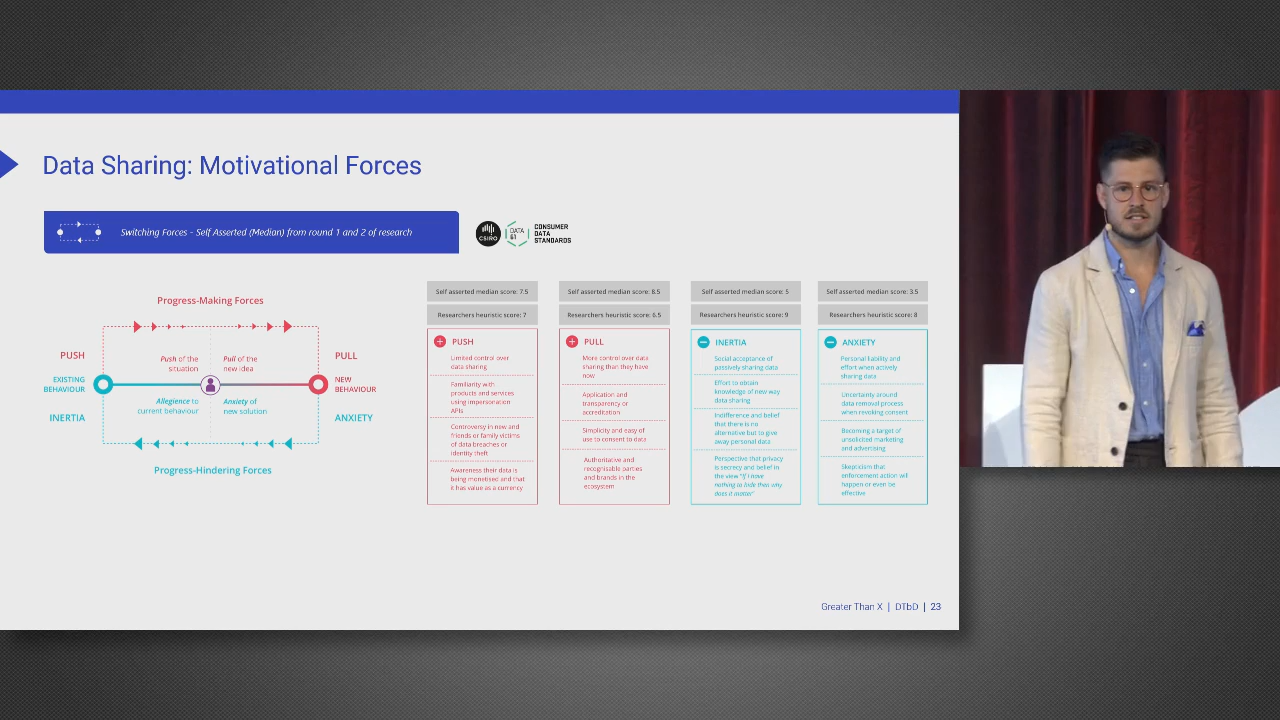 Data Sharing: Motivational Forces
Switching Forces - Self Asserted (Median) from round 1 and 2 of research
CSIRO
DATA
61
CONSUMER
DATA
STANDARDS
Progress-Making Forces
PUSH
EXISTING
BEHAVIOUR
INERTIA
Push of the
situation
Pull of the
new idea
Allegience to
current behaviour
Anxiety of
new solution
PULL
NEW
BEHAVIOUR
ANXIETY
Progress-Hindering Forces
Self asserted median score: 7.5
Researchers heuristic score: 7
PUSH
Limited control over
data sharing
Familiarity with
products and services
using impersonation
APIs
Controversy in new and
friends or family victims
of data breaches or
identity theft
Awareness their data is
being monetised and that
it has value as a currency
Self asserted median score: 8.5
Researchers heuristic score: 6.5
PULL
More control over data
sharing than they have
now
Application and
transparency or
accreditation
Simplicity and easy of
use to consent to data
Authoritative and
recognisable parties
and brands in the
ecosystem
Self asserted median score: 5
Researchers heuristic score: 9
INERTIA
Social acceptance of
passively sharing data
Effort to obtain
knowledge of new way
data sharing
Indifference and belief
that there is no
alternative but to give
away personal data
Perspective that privacy
is secrecy and belief in
the view "If I have
nothing to hide then why
does it matter"
Self asserted median score: 3.5
Researchers heuristic score: 8
ANXIETY
Personal liability and
effort when actively
sharing data
Uncertainty around
data removal process
when revoking consent
Becoming a target of
unsolicited marketing
and advertising
Skepticism that
enforcement action will
happen or even be
effective
Greater Than X | DTbD | 23